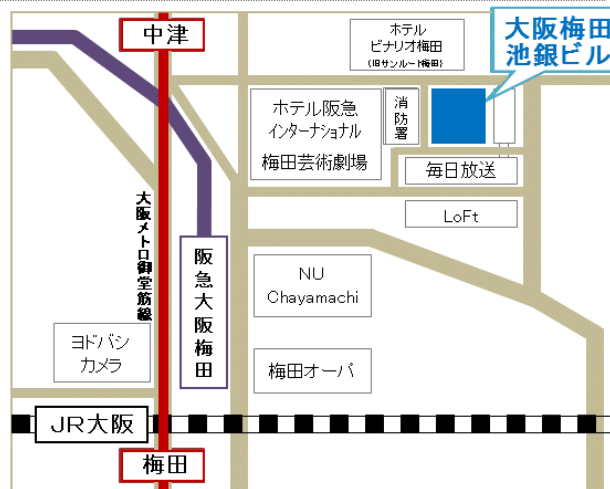 中津
ホテル
ビナリオ梅田
(旧サンルート梅田)
大阪梅田
池銀ビル
ホテル阪急
インターナショナル
梅田芸術劇場
消防署
毎日放送
LoFt
大阪メトロ御堂筋線
阪急大阪梅田
NU
Chayamachi
ヨドバシ
カメラ
梅田オーパ
JR大阪
梅田